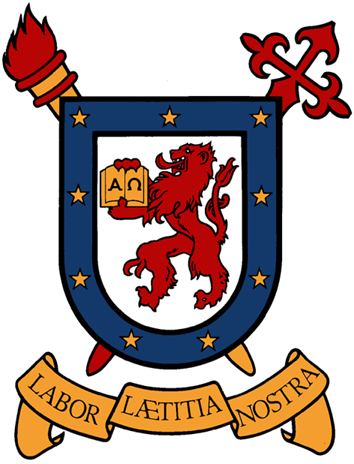 Α Ω
LABOR LÆTITIA NOSTRA